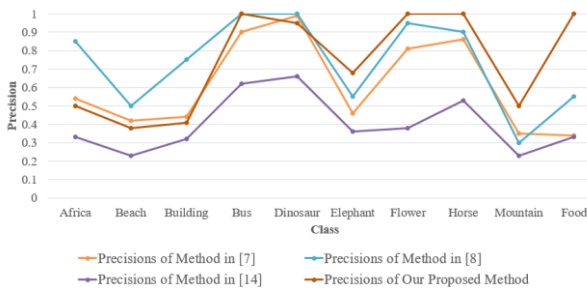 1
0.9
0.8
0.7
0.6
0.5
0.4
0.3
0.2
0.1
0
Precision
Africa Beach Building Bus Dinosaur Elephant Flower Horse Mountain Food
Class
Precisions of Method in [7] Precisions of Method in [8]
Precisions of Method in [14] Precisions of Our Proposed Method